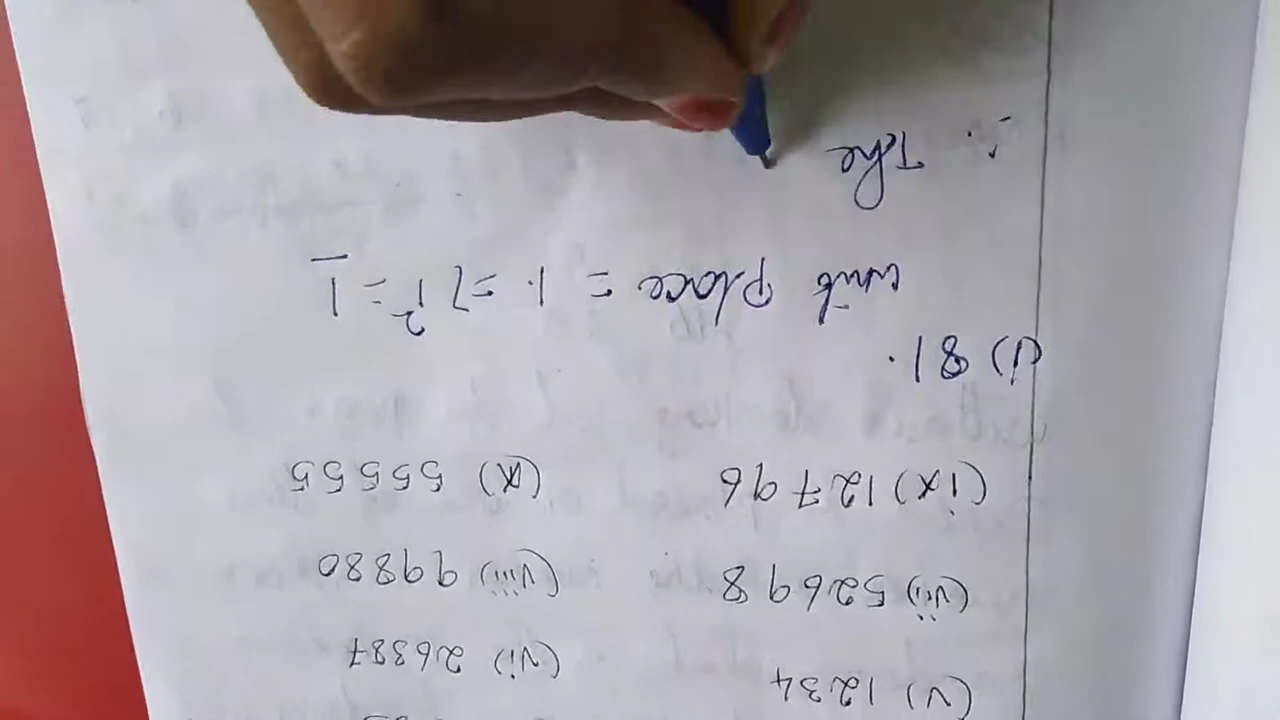 (v) 1234 (vi) 26387
(vii) 52698 (viii) 99880
(ix) 12796 (x) 55555
(i) 81.
unit place = 1. => 1² = 1
∴ The